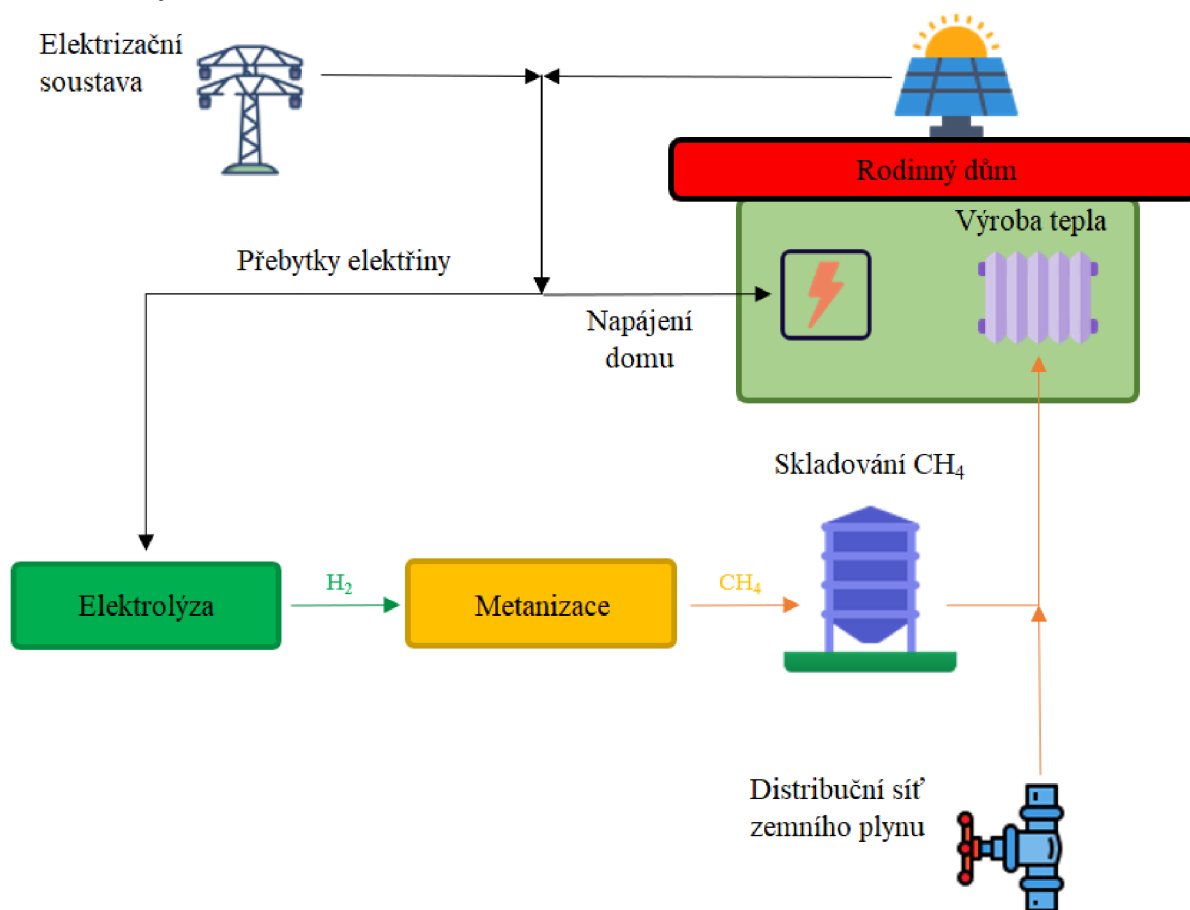 Elektrizační
soustava
Rodinný dům
Výroba tepla
Přebytky elektřiny
Napájení
domu
Skladování CH₄
Elektrolýza
H₂
Metanizace
CH₄
Distribuční síť
zemního plynu